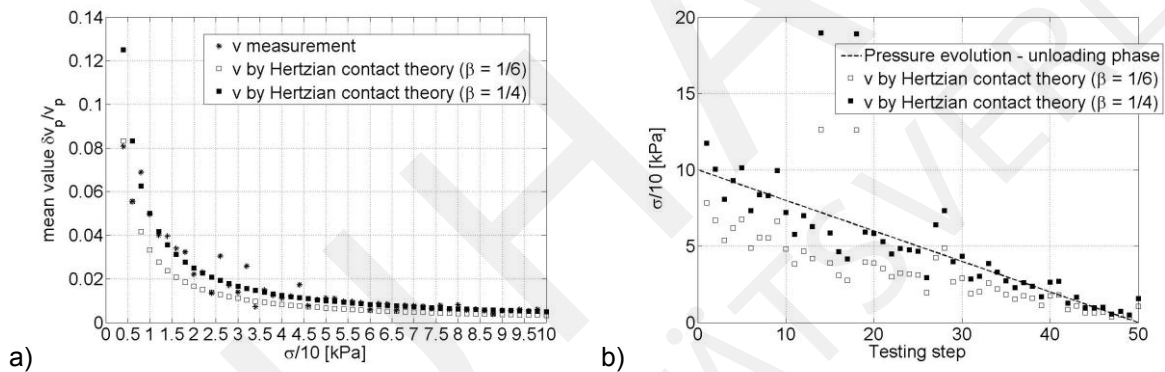 0.14
0.12
0.1
0.08
0.06
0.04
0.02
0
mean value δv_p/v_p
v measurement
v by Hertzian contact theory (β = 1/6)
v by Hertzian contact theory (β = 1/4)
0.5 1 1.5 2 2.5 3 3.5 4 4.5 5 5.5 6 6.5 7 7.5 8 8.5 9 9.5 10
σ/10 [kPa]
a)
20
15
10
5
0
σ/10 [kPa]
Pressure evolution - unloading phase
v by Hertzian contact theory (β = 1/6)
v by Hertzian contact theory (β = 1/4)
0 10 20 30 40 50
Testing step
b)